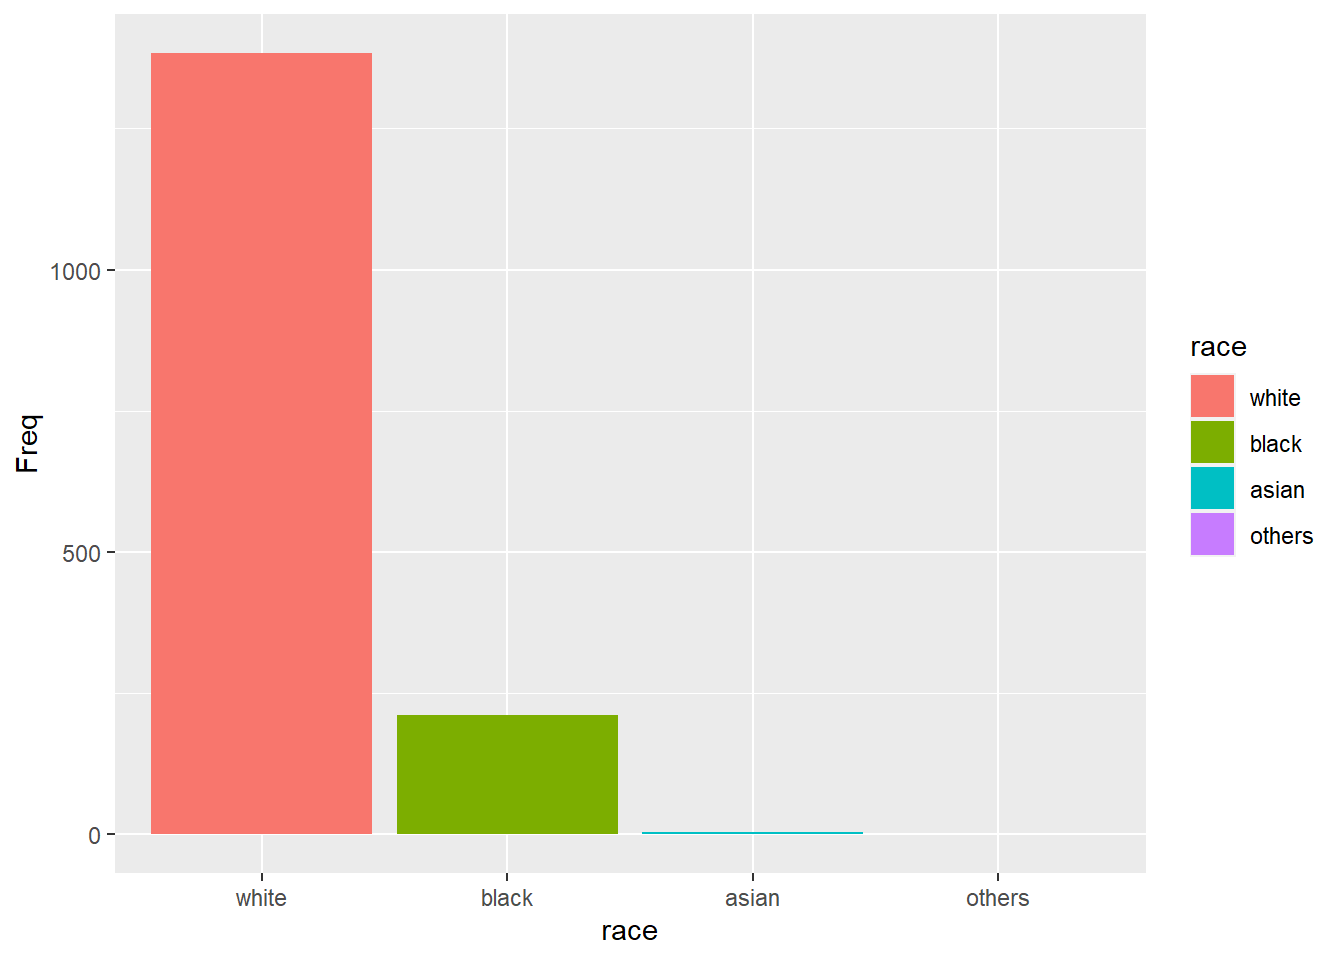 1000
500
0
Freq
white
black
asian
others
race
race
white
black
asian
others